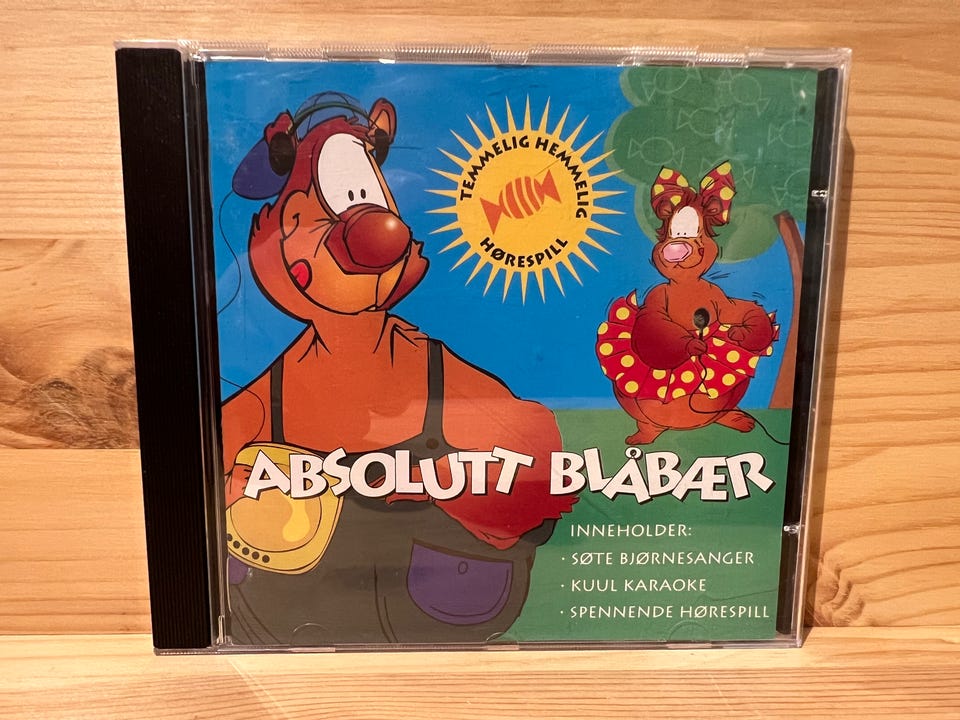 TEMMELIG HEMMELIG
HØRESPILL
ABSOLUTT BLÅBÆR
INNEHOLDER:
· SØTE BJØRNESANGER
· KUUL KARAOKE
· SPENNENDE HØRESPILL